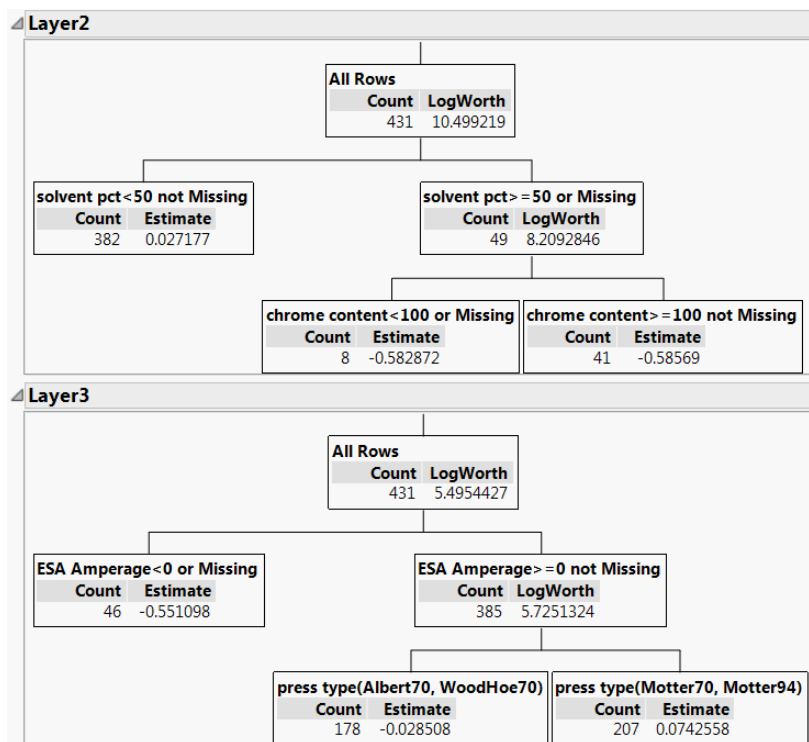 Layer2
All Rows
Count LogWorth
431 10.499219
solvent pct<50 not Missing
Count Estimate
382 0.027177
solvent pct>=50 or Missing
Count LogWorth
49 8.2092846
chrome content<100 or Missing
Count Estimate
8 -0.582872
chrome content>=100 not Missing
Count Estimate
41 -0.58569
Layer3
All Rows
Count LogWorth
431 5.4954427
ESA Amperage<0 or Missing
Count Estimate
46 -0.551098
ESA Amperage>=0 not Missing
Count LogWorth
385 5.7251324
press type(Albert70, WoodHoe70)
Count Estimate
178 -0.028508
press type(Motter70, Motter94)
Count Estimate
207 0.0742558